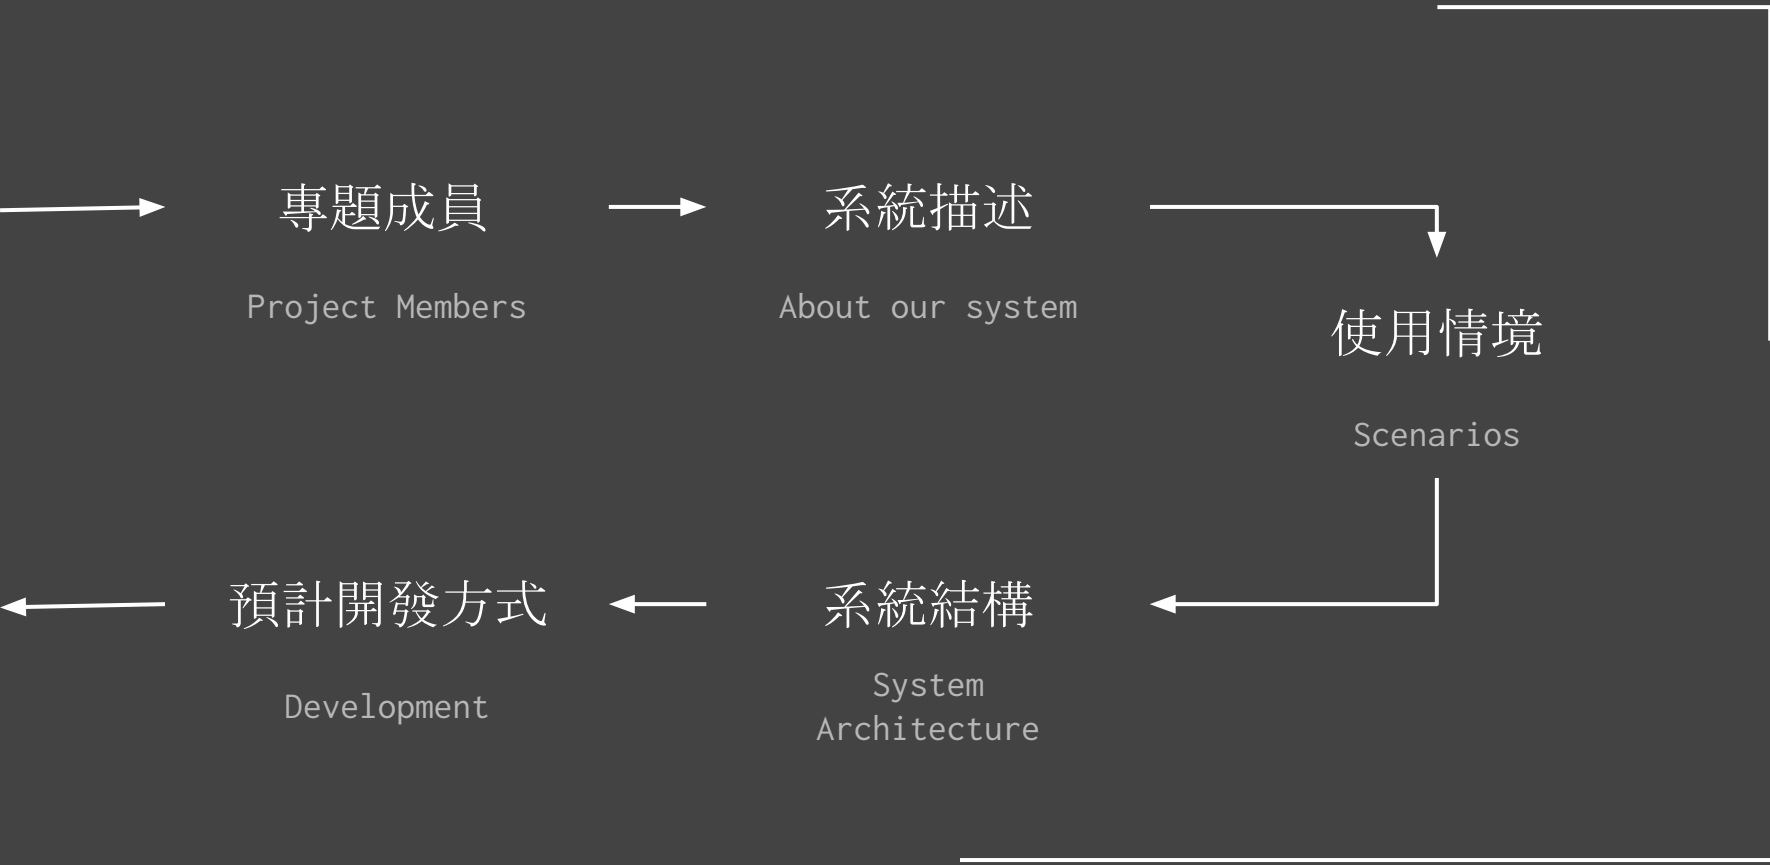 專題成員
Project Members
系統描述
About our system
使用情境
Scenarios
系統結構
System
Architecture
預計開發方式
Development